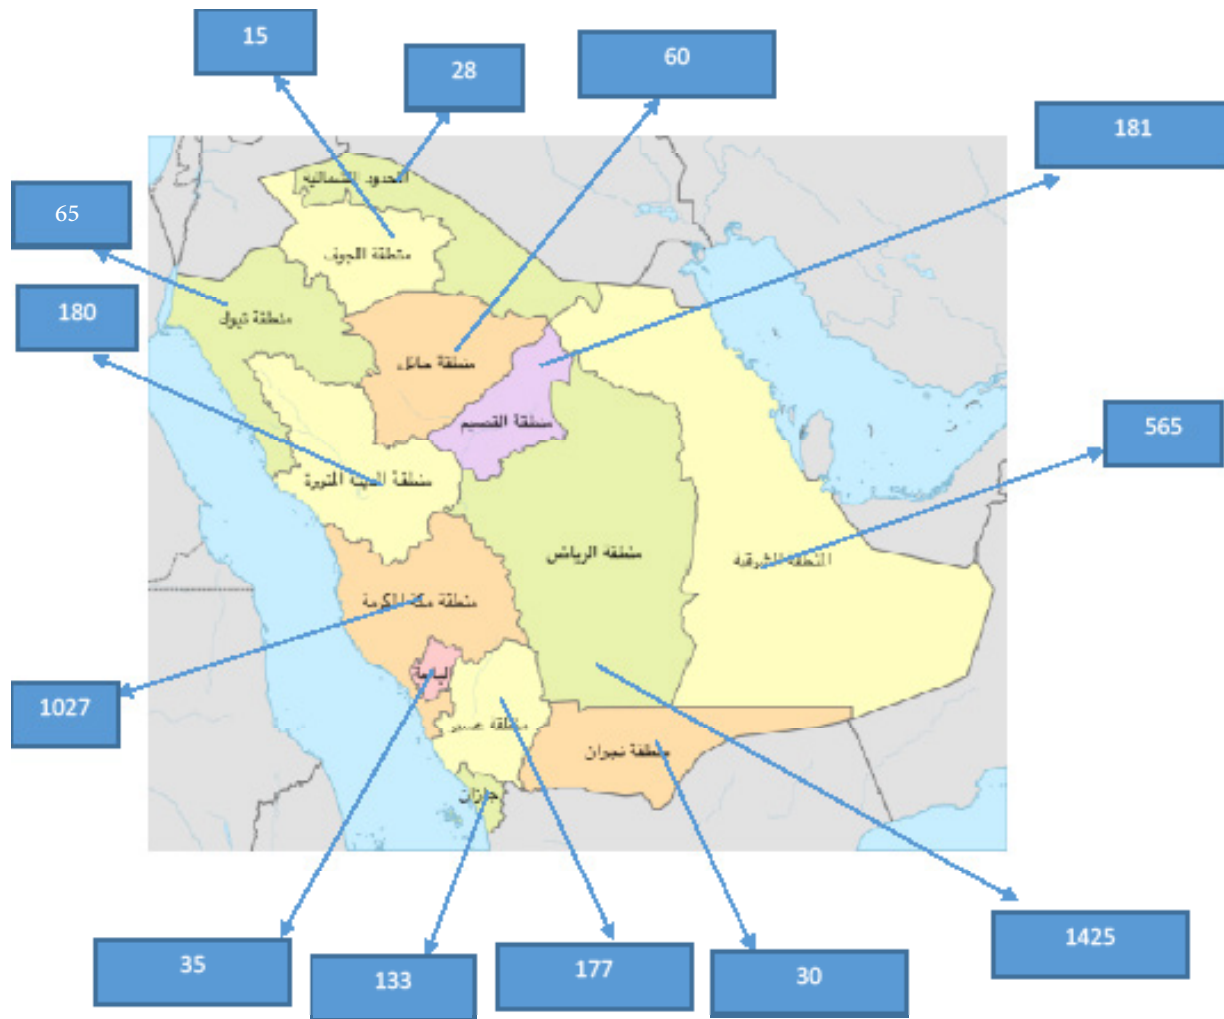 15
28
60
181
65
180
565
1027
35
133
177
30
1425
الحدود الشمالية
منطقة الجوف
منطقة تبوك
منطقة حائل
منطقة القصيم
منطقة المدينة المنورة
منطقة الرياض
المنطقة الشرقية
منطقة مكة المكرمة
الباحة
منطقة عسير
منطقة نجران
جازان